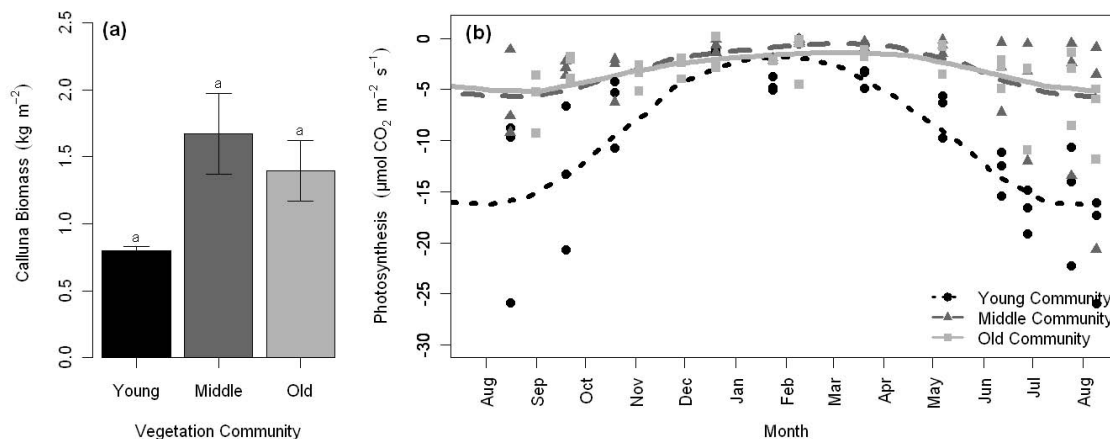 (a)
Calluna Biomass (kg m⁻²)
2.5
2.0
1.5
1.0
0.5
0.0
a
a
a
Young
Middle
Old
Vegetation Community
(b)
Photosynthesis (μmol CO₂ m⁻² s⁻¹)
0
-5
-10
-15
-20
-25
-30
Young Community
Middle Community
Old Community
Aug
Sep
Oct
Nov
Dec
Jan
Feb
Mar
Apr
May
Jun
Jul
Aug
Month